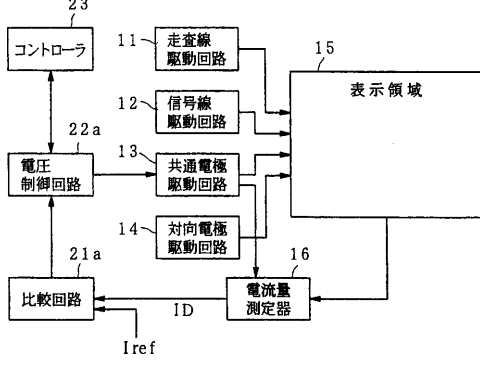 23
コントローラ
22a
電圧
制御回路
21a
比較回路
Iref
ID
11
走査線
駆動回路
12
信号線
駆動回路
13
共通電極
駆動回路
14
対向電極
駆動回路
15
表示領域
16
電流量
測定器